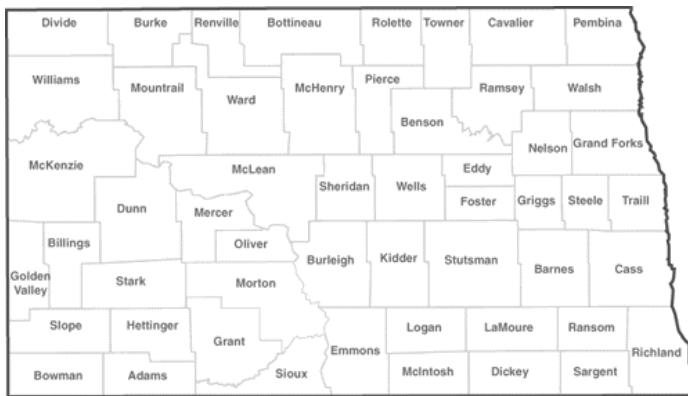 Divide
Burke
Renville
Bottineau
Rolette
Towner
Cavalier
Pembina
Williams
Mountrail
Ward
McHenry
Pierce
Benson
Ramsey
Walsh
McKenzie
McLean
Sheridan
Wells
Eddy
Nelson
Grand Forks
Dunn
Mercer
Oliver
Foster
Griggs
Steele
Traill
Golden
Valley
Billings
Stark
Morton
Burleigh
Kidder
Stutsman
Barnes
Cass
Slope
Hettinger
Grant
Emmons
Logan
LaMoure
Ransom
Richland
Bowman
Adams
Sioux
McIntosh
Dickey
Sargent